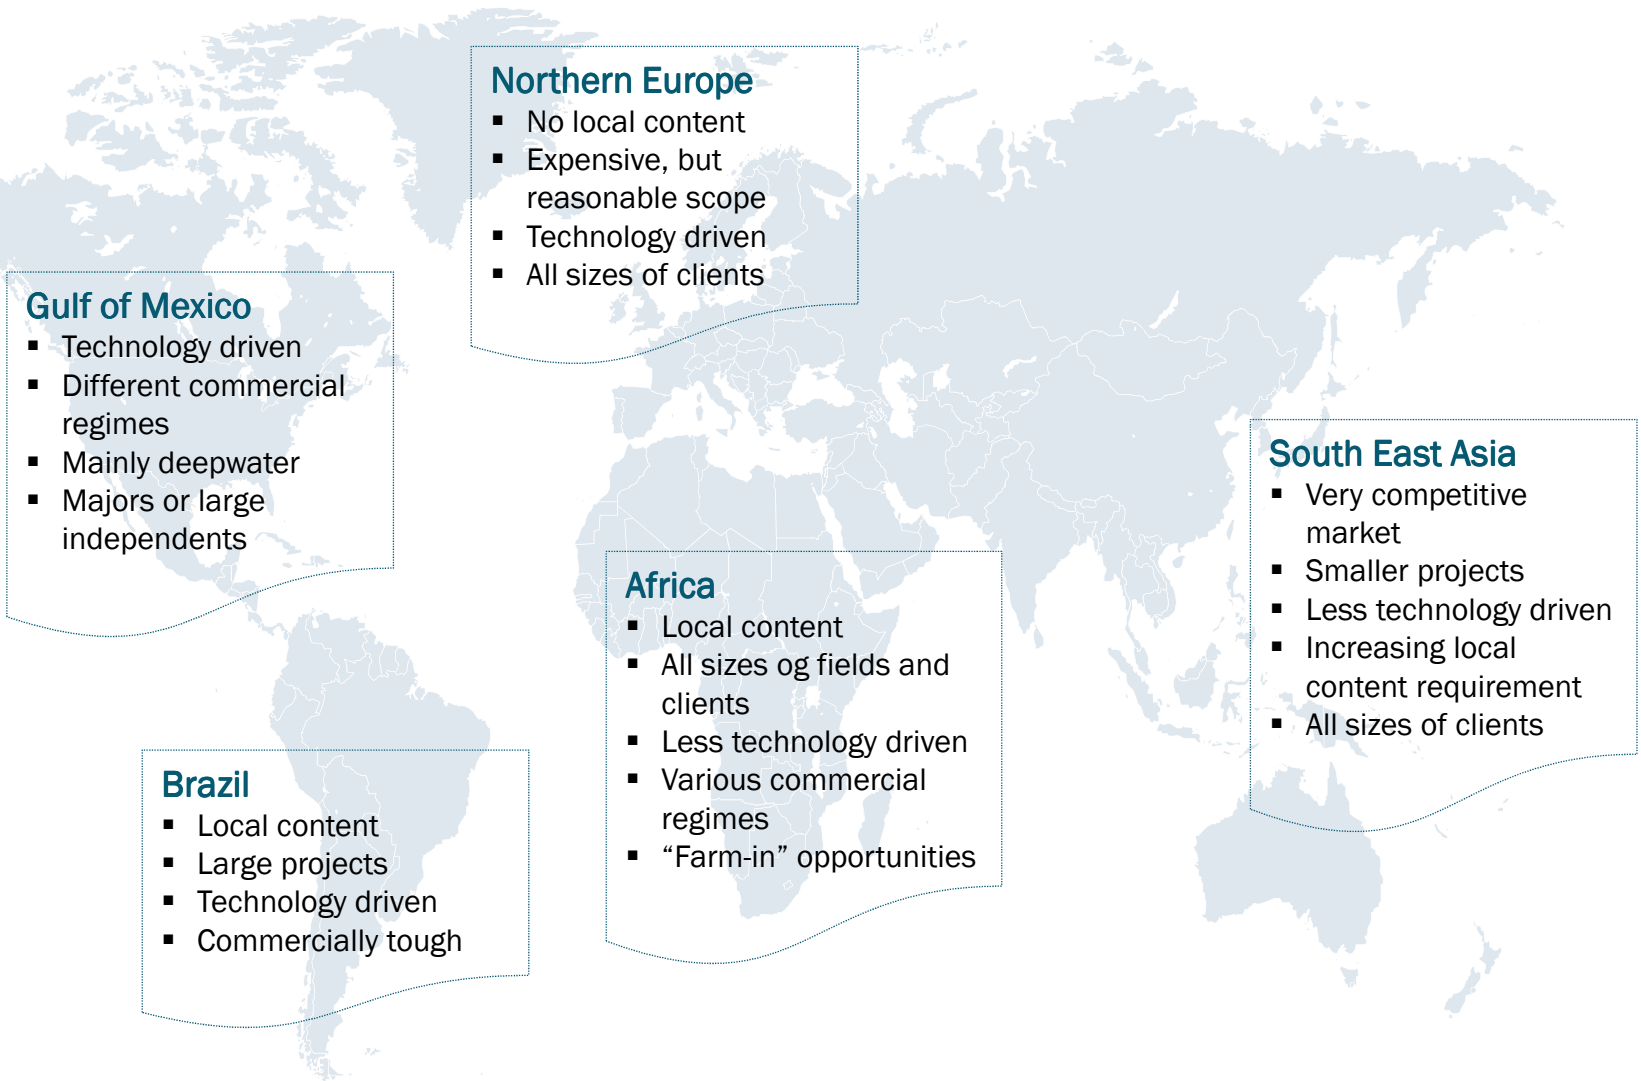 Northern Europe
▪ No local content
▪ Expensive, but
reasonable scope
▪ Technology driven
▪ All sizes of clients
Gulf of Mexico
▪ Technology driven
▪ Different commercial
regimes
▪ Mainly deepwater
▪ Majors or large
independents
South East Asia
▪ Very competitive
market
▪ Smaller projects
▪ Less technology driven
▪ Increasing local
content requirement
▪ All sizes of clients
Africa
▪ Local content
▪ All sizes og fields and
clients
▪ Less technology driven
▪ Various commercial
regimes
▪ “Farm-in” opportunities
Brazil
▪ Local content
▪ Large projects
▪ Technology driven
▪ Commercially tough